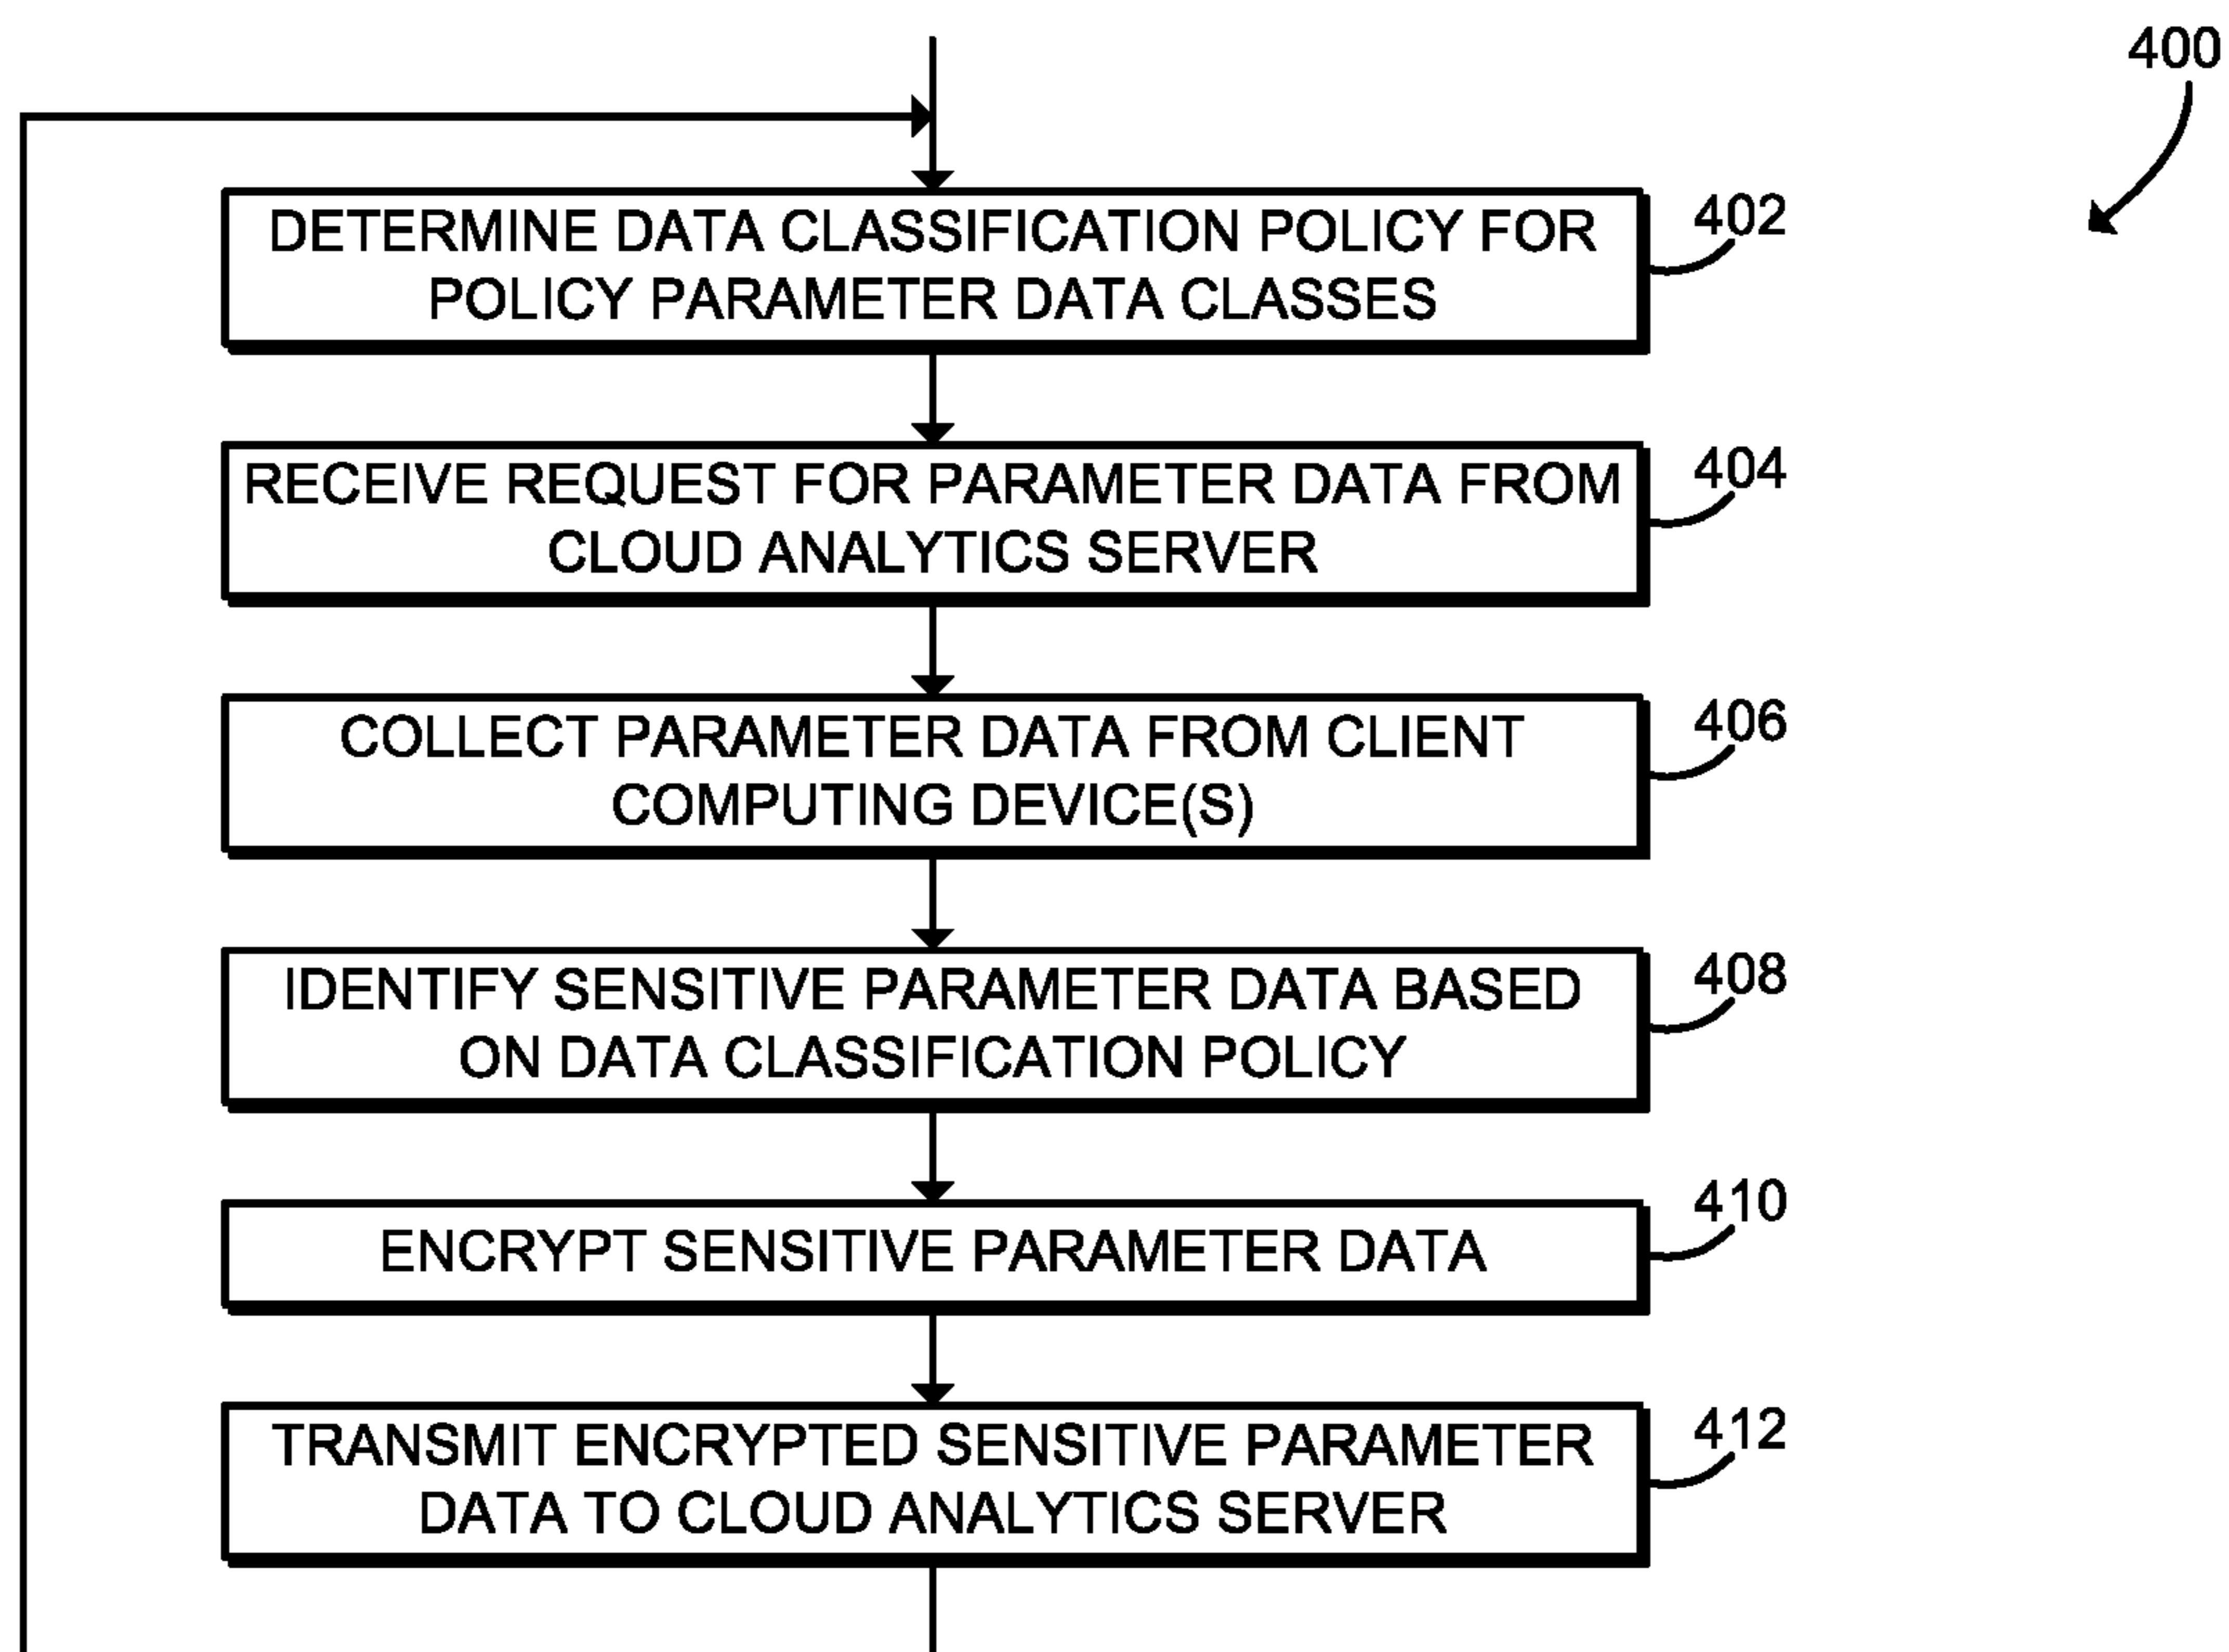 400
DETERMINE DATA CLASSIFICATION POLICY FOR
POLICY PARAMETER DATA CLASSES
402
RECEIVE REQUEST FOR PARAMETER DATA FROM
CLOUD ANALYTICS SERVER
404
COLLECT PARAMETER DATA FROM CLIENT
COMPUTING DEVICE(S)
406
IDENTIFY SENSITIVE PARAMETER DATA BASED
ON DATA CLASSIFICATION POLICY
408
ENCRYPT SENSITIVE PARAMETER DATA
410
TRANSMIT ENCRYPTED SENSITIVE PARAMETER
DATA TO CLOUD ANALYTICS SERVER
412